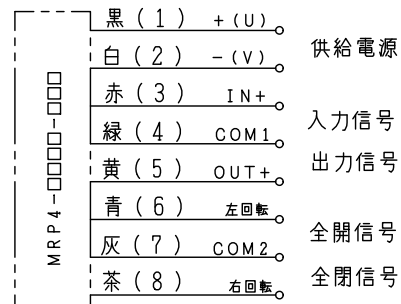 黒(1) +(U)
供給電源
白(2) -(V)
赤(3) IN+
入力信号
緑(4) COM1
黄(5) OUT+
出力信号
青(6) 左回転
全開信号
灰(7) COM2
茶(8) 右回転
全閉信号
MRP4-□□□□-□□